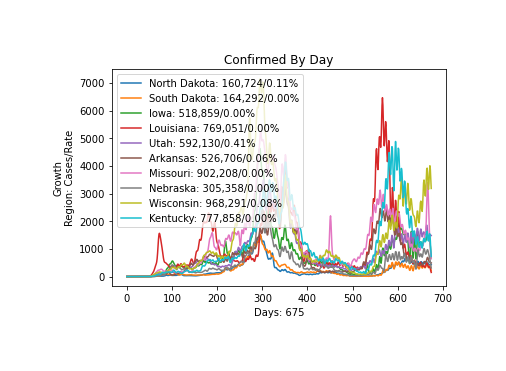 Confirmed By Day
Growth
Region: Cases/Rate
7000
6000
5000
4000
3000
2000
1000
0
North Dakota: 160,724/0.11%
South Dakota: 164,292/0.00%
Iowa: 518,859/0.00%
Louisiana: 769,051/0.00%
Utah: 592,130/0.41%
Arkansas: 526,706/0.06%
Missouri: 902,208/0.00%
Nebraska: 305,358/0.00%
Wisconsin: 968,291/0.08%
Kentucky: 777,858/0.00%
0 100 200 300 400 500 600 700
Days: 675